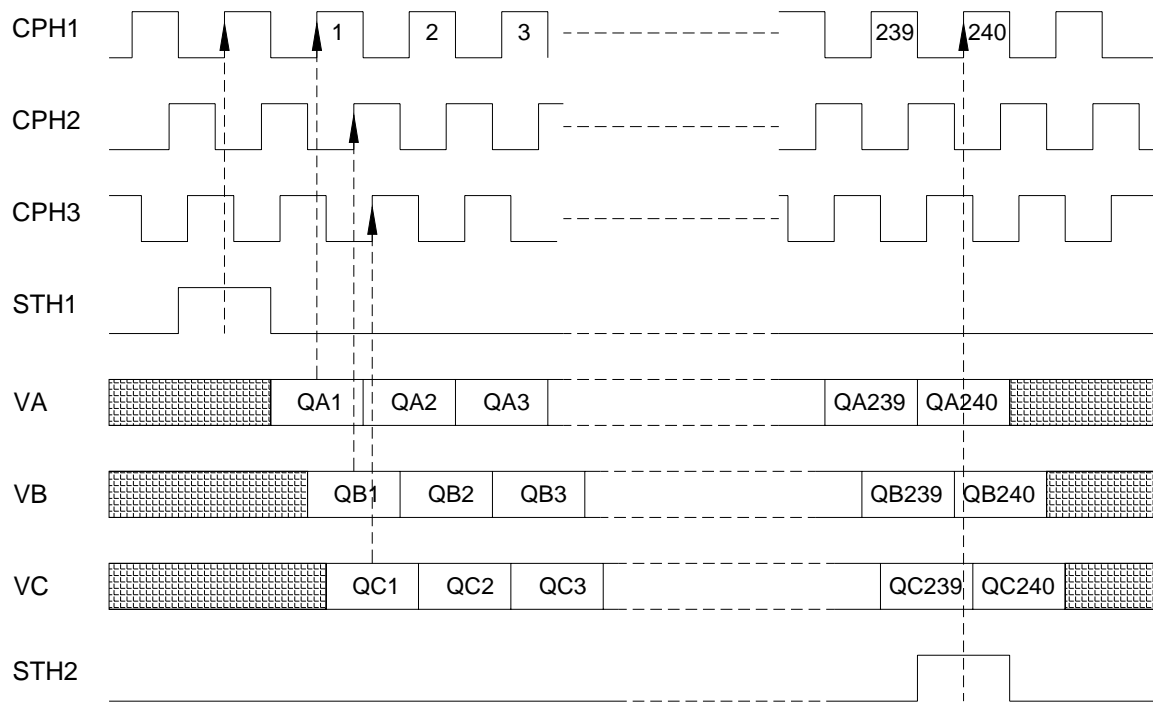 CPH1 1 2 3 239 240
CPH2
CPH3
STH1
VA QA1 QA2 QA3 QA239 QA240
VB QB1 QB2 QB3 QB239 QB240
VC QC1 QC2 QC3 QC239 QC240
STH2